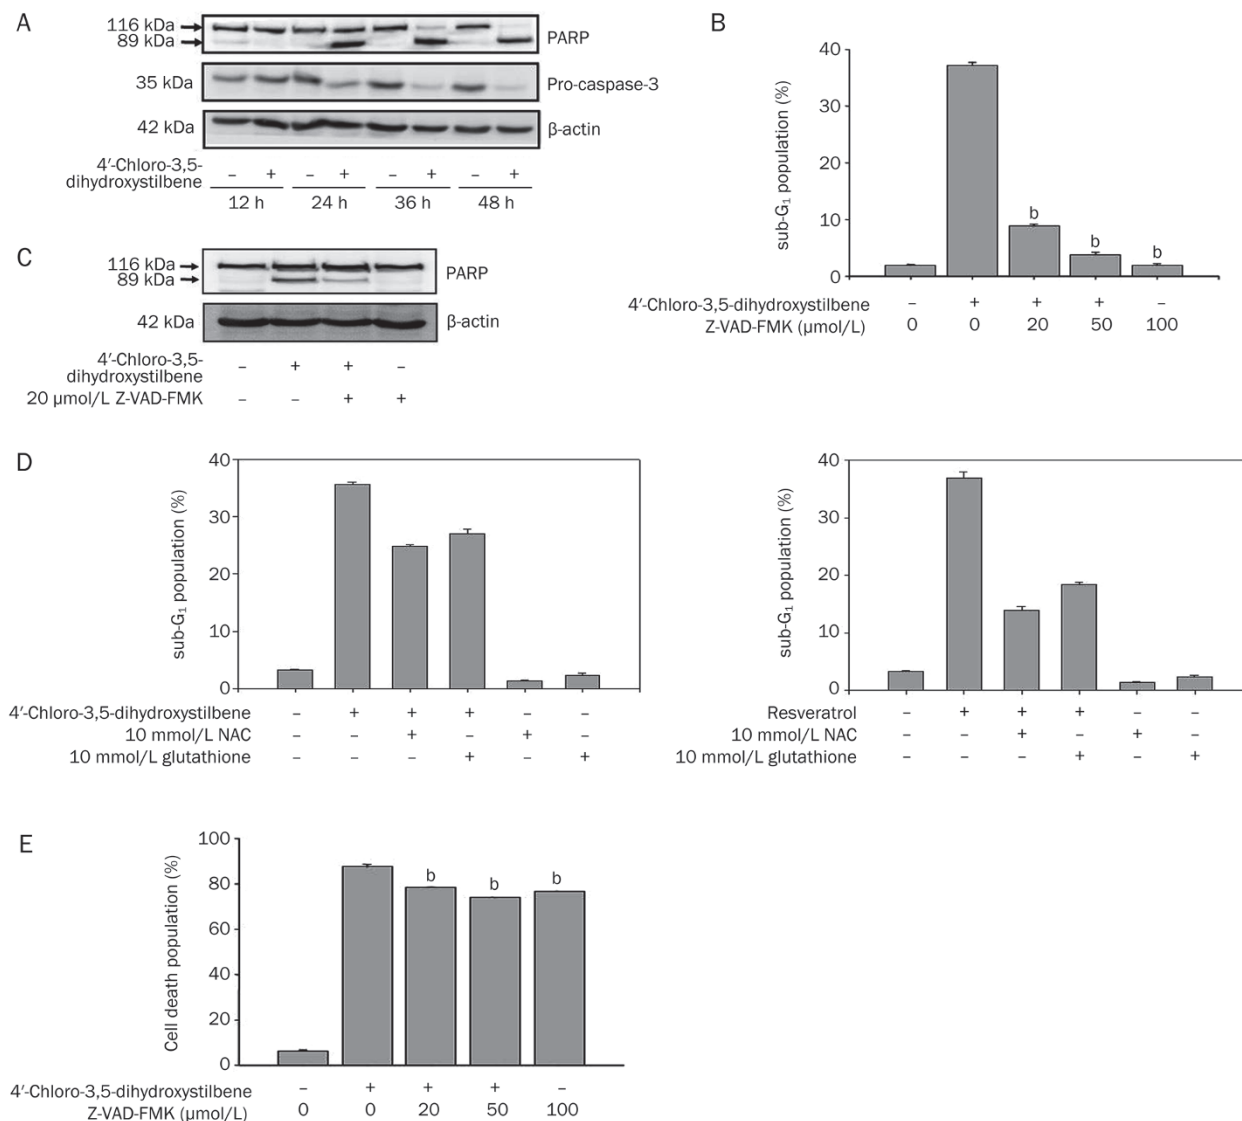 A
116 kDa
89 kDa
PARP
35 kDa
Pro-caspase-3
42 kDa
β-actin
4′-Chloro-3,5-
dihydroxystilbene
– + – + – + – +
12 h 24 h 36 h 48 h
B
sub-G₁ population (%)
40
30
20
10
0
b b b
4′-Chloro-3,5-dihydroxystilbene – + + + –
Z-VAD-FMK (μmol/L) 0 0 20 50 100
C
116 kDa
89 kDa
PARP
42 kDa
β-actin
4′-Chloro-3,5-
dihydroxystilbene – + + –
20 μmol/L Z-VAD-FMK – – + +
D
sub-G₁ population (%)
40
30
20
10
0
4′-Chloro-3,5-dihydroxystilbene – + + + – –
10 mmol/L NAC – – + – + –
10 mmol/L glutathione – – – + – +
sub-G₁ population (%)
40
30
20
10
0
Resveratrol – + + + – –
10 mmol/L NAC – – + – + –
10 mmol/L glutathione – – – + – +
E
Cell death population (%)
100
80
60
40
20
0
b b b
4′-Chloro-3,5-dihydroxystilbene – + + + –
Z-VAD-FMK (μmol/L) 0 0 20 50 100